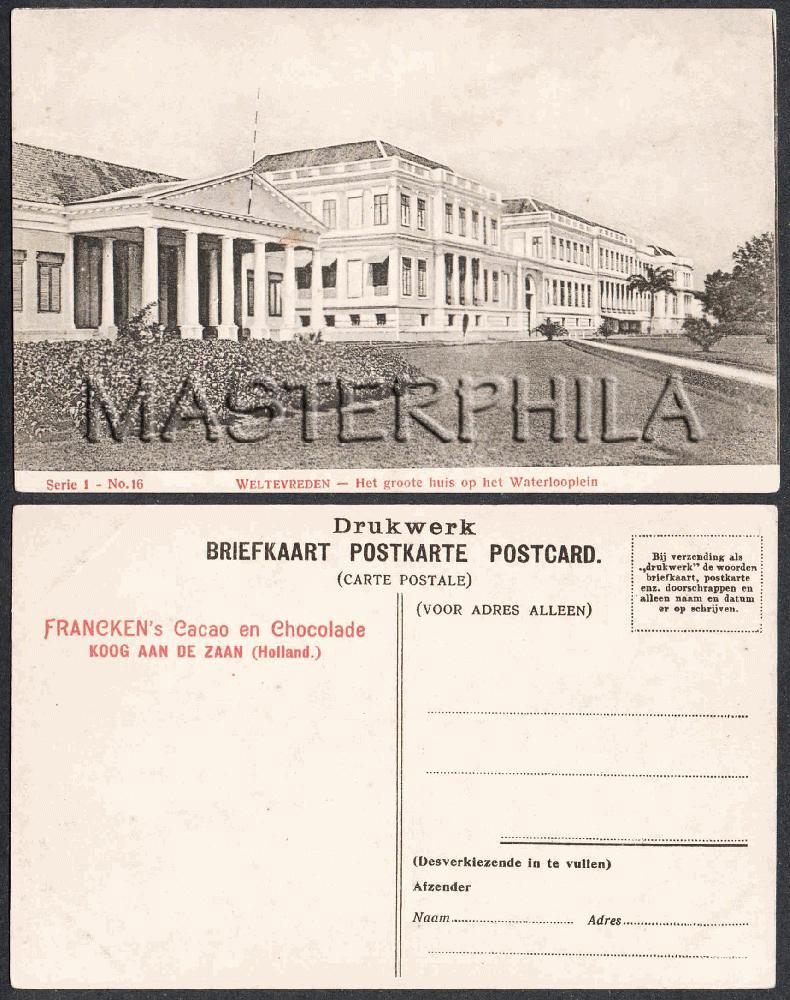 MASTERPHILA
Serie 1 - No.16 WELTEVREDEN — Het groote huis op het Waterlooplein
Drukwerk
BRIEFKAART POSTKARTE POSTCARD.
(CARTE POSTALE)
Bij verzending als
„drukwerk” de woorden
briefkaart, postkarte
enz. doorschrappen en
alleen naam en datum
er op schrijven.
(VOOR ADRES ALLEEN)
FRANCKEN's Cacao en Chocolade
KOOG AAN DE ZAAN (Holland.)
(Desverkiezende in te vullen)
Afzender
Naam Adres